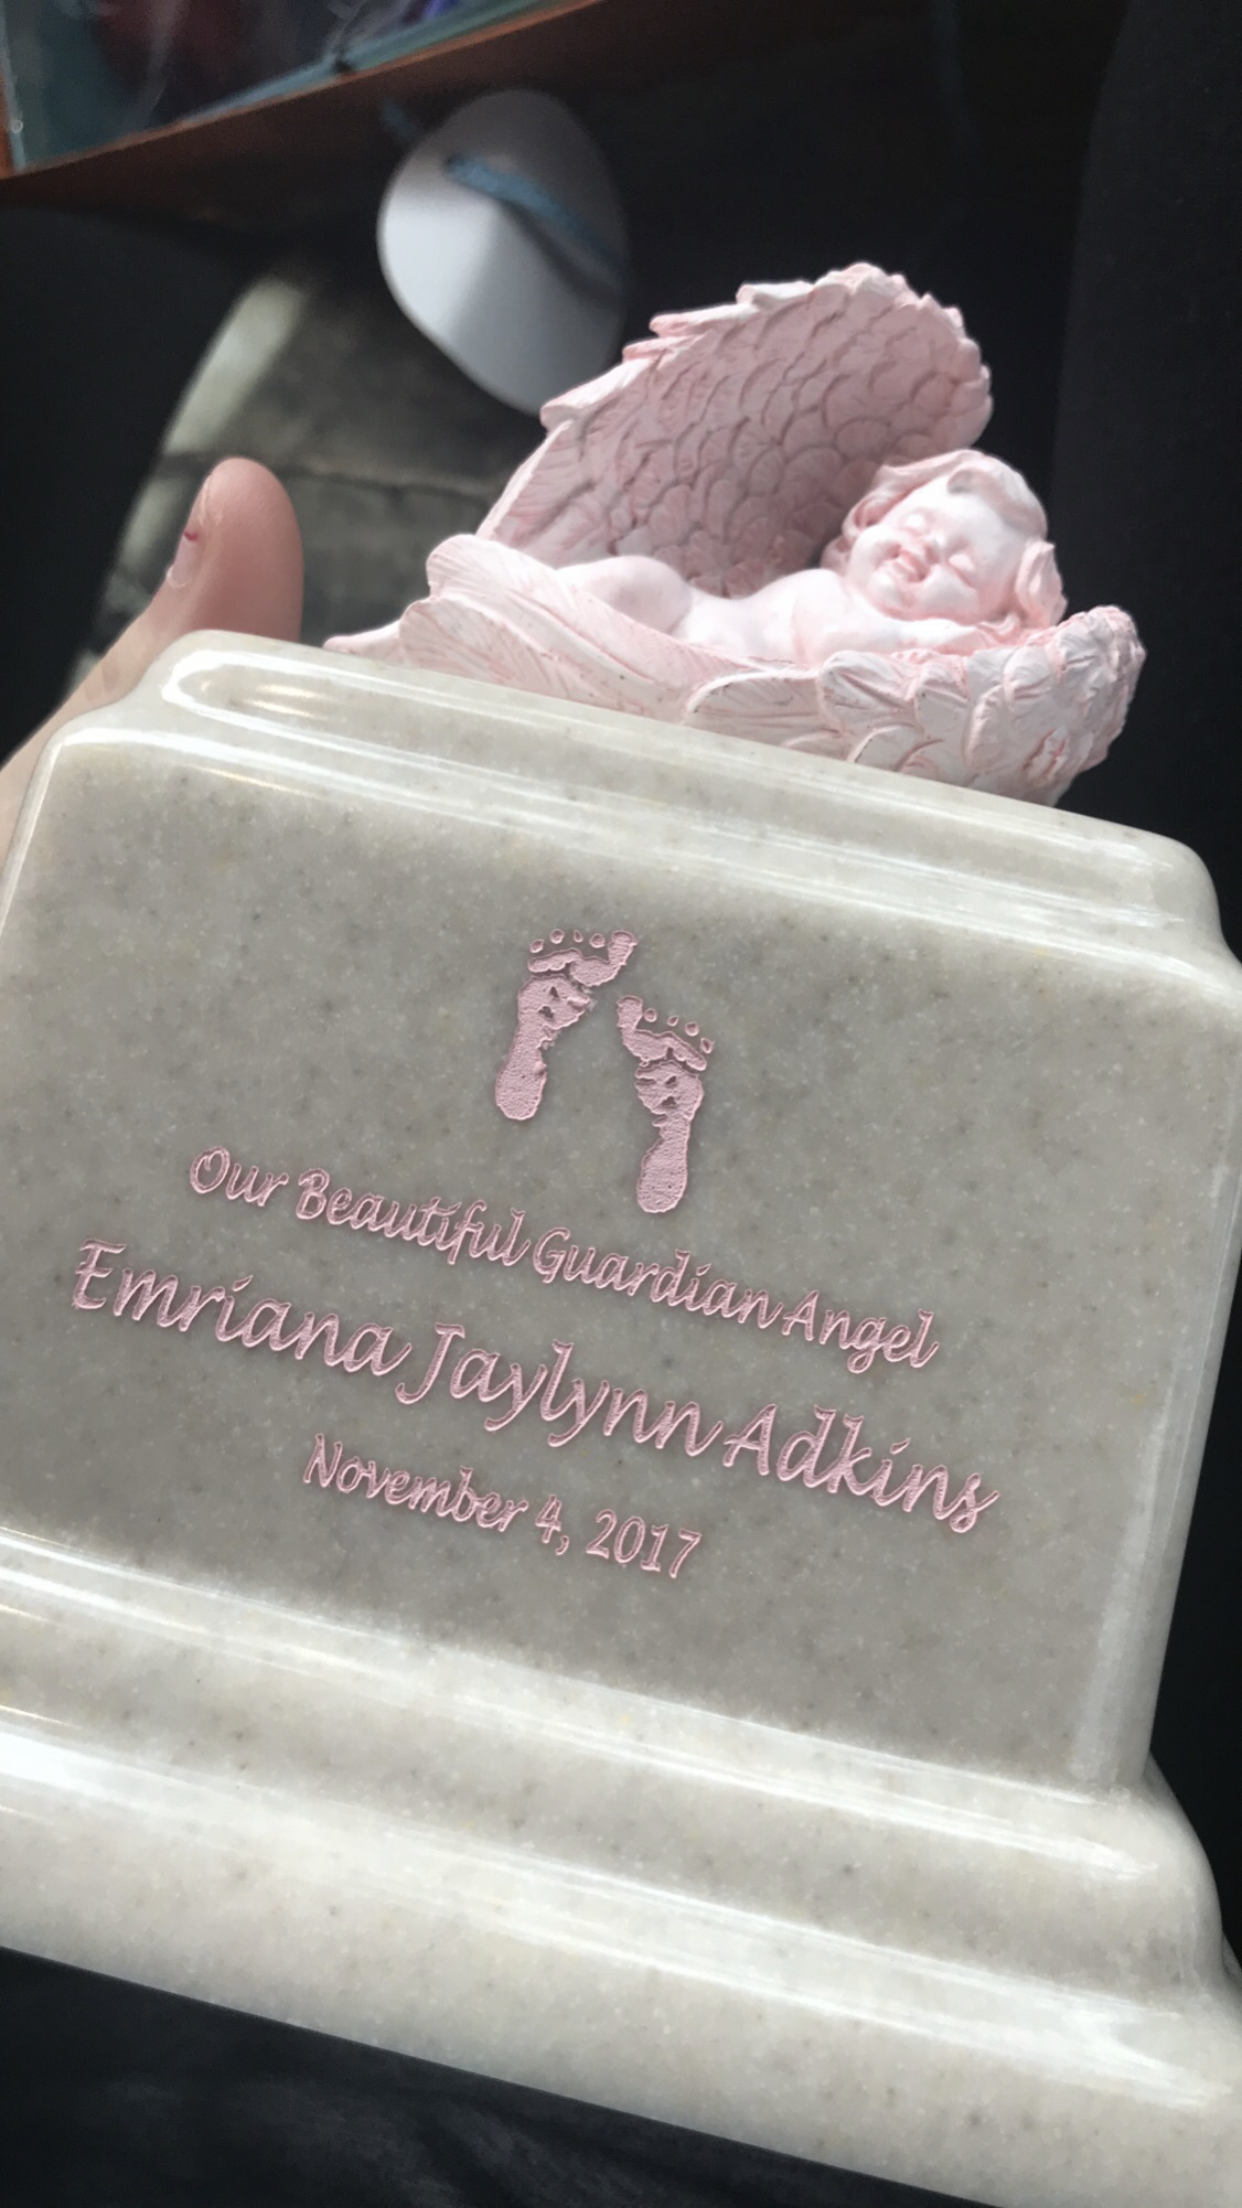 Our Beautiful Guardian Angel
Emriana Jaylynn Adkins
November 4, 2017